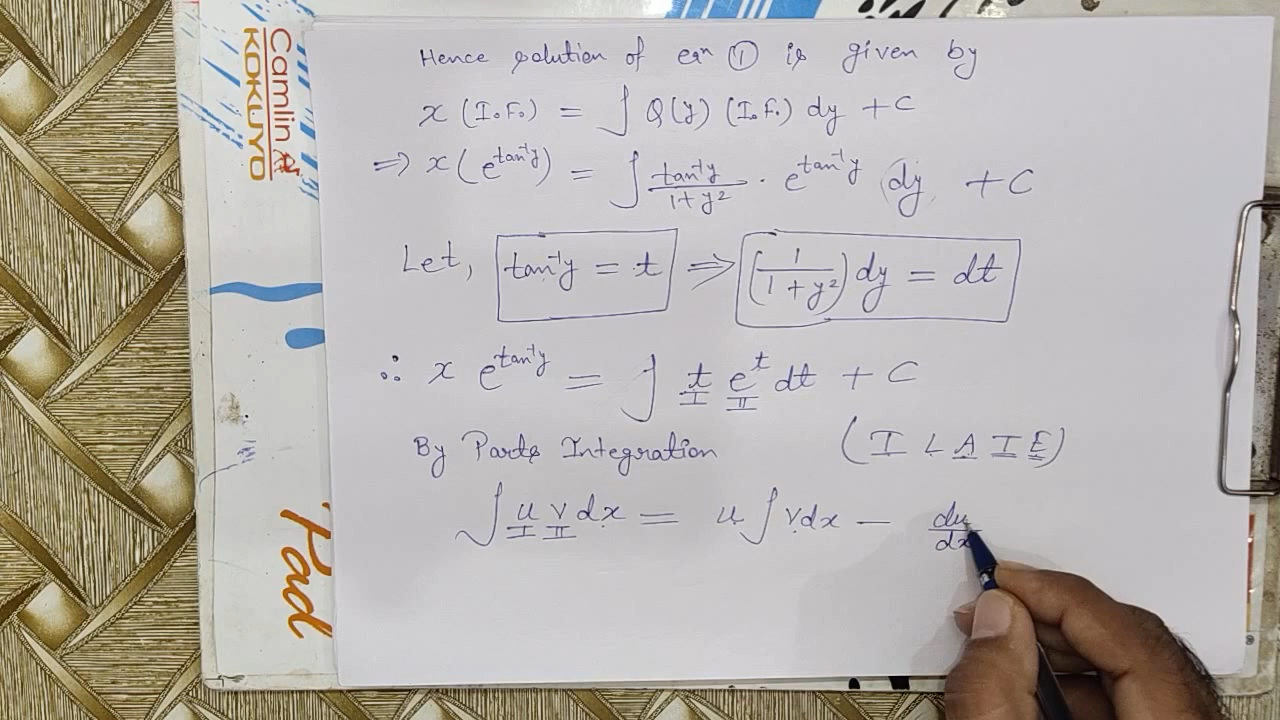 Camlin
KOKUYO
Pad
Hence solution of eqn ① is given by
x (I.F.) = ∫ Q(y) (I.F.) dy + C
⇒ x(e^{tan⁻¹y}) = ∫ tan⁻¹y/1+y² · e^{tan⁻¹y} dy + C
Let, tan⁻¹y = t ⇒ (1/1+y²)dy = dt
∴ x e^{tan⁻¹y} = ∫ t e^t dt + C
I II
By Parts Integration (I L A I E)
∫ u v dx = u ∫ v dx − du/dx
I II